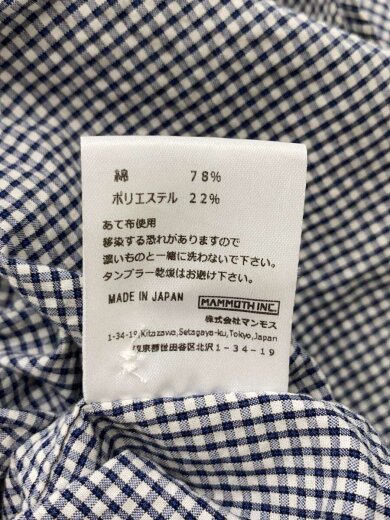 綿 78%
ポリエステル 22%
あて布使用
移染する恐れがありますので
濃いものと一緒に洗わないで下さい。
タンブラー乾燥はお避け下さい。
MADE IN JAPAN MAMMOTH INC.
株式会社マンモス
1-34-19,Kitazawa,Setagaya-ku,Tokyo,Japan
京都世田谷区北沢1-34-19